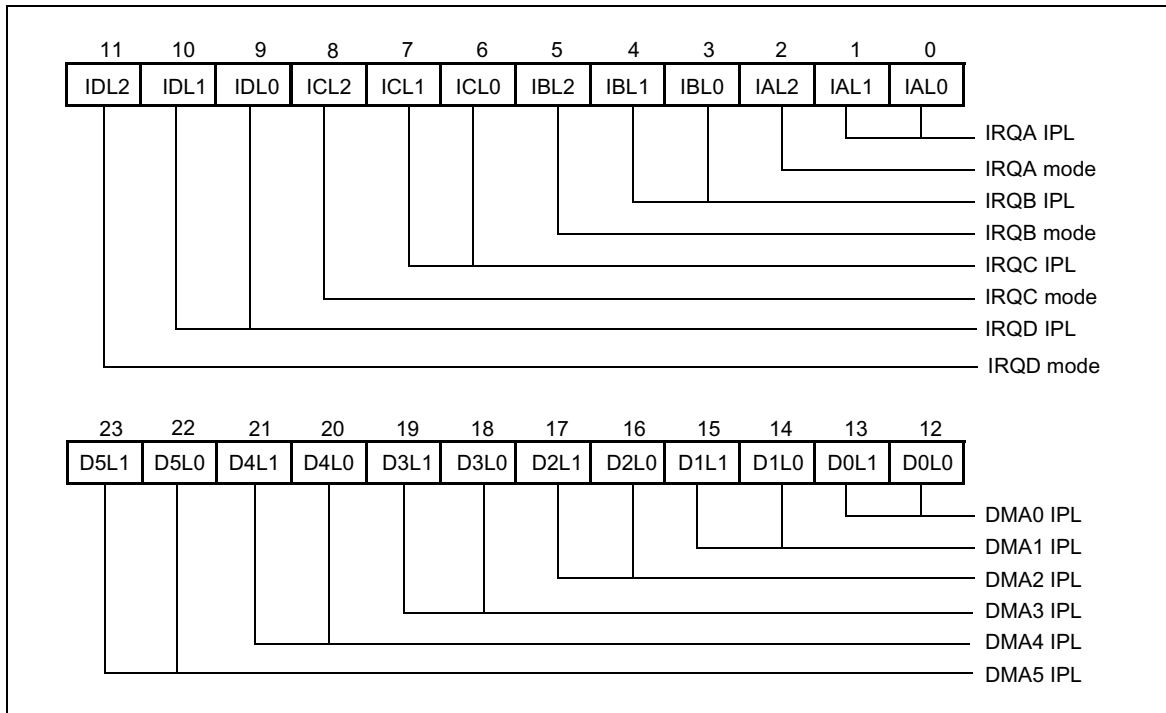 11 10 9 8 7 6 5 4 3 2 1 0
IDL2 IDL1 IDL0 ICL2 ICL1 ICL0 IBL2 IBL1 IBL0 IAL2 IAL1 IAL0
IRQA IPL
IRQA mode
IRQB IPL
IRQB mode
IRQC IPL
IRQC mode
IRQD IPL
IRQD mode
23 22 21 20 19 18 17 16 15 14 13 12
D5L1 D5L0 D4L1 D4L0 D3L1 D3L0 D2L1 D2L0 D1L1 D1L0 D0L1 D0L0
DMA0 IPL
DMA1 IPL
DMA2 IPL
DMA3 IPL
DMA4 IPL
DMA5 IPL